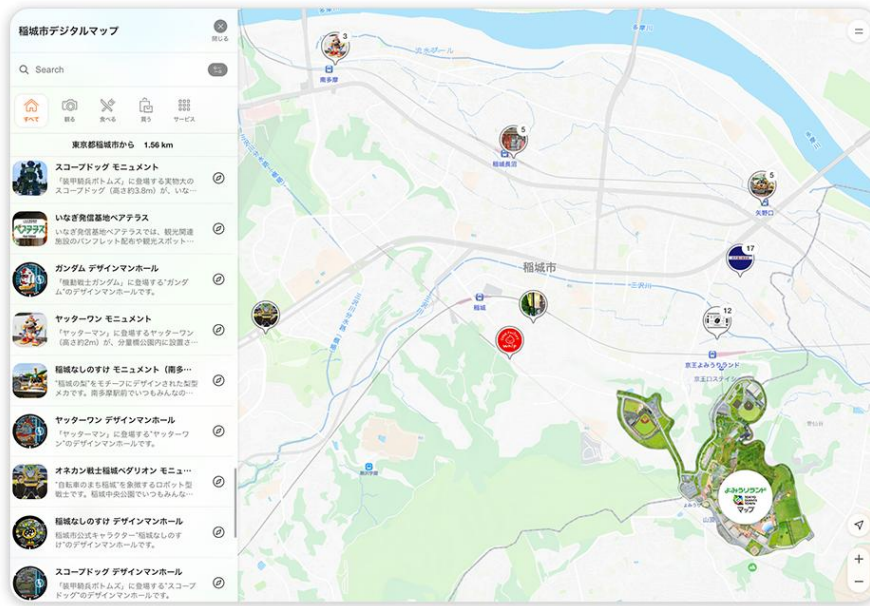 稲城市デジタルマップ
閉じる
Search
すべて
観る
食べる
買う
サービス
東京都稲城市から 1.56 km
スコープドッグ モニュメント
「装甲騎兵ボトムズ」に登場する実物大の
スコープドッグ（高さ約3.8m）が、いな…
いなぎ発信基地ペアテラス
いなぎ発信基地ペアテラスでは、観光関連
施設のパンフレット配布や観光スポット…
ガンダム デザインマンホール
「機動戦士ガンダム」に登場する"ガンダ
ム"のデザインマンホールです。
ヤッターワン モニュメント
「ヤッターマン」に登場するヤッターワン
（高さ約2m）が、分量橋公園内に設置さ…
稲城なしのすけ モニュメント（南多…
"稲城の梨"をモチーフにデザインされた梨型
メカです。南多摩駅前でいつもみんなの…
ヤッターワン デザインマンホール
「ヤッターマン」に登場する"ヤッターワ
ン"のデザインマンホールです。
オネカン戦士稲城ペダリオン モニュ…
"自転車のまち稲城"を象徴するロボット型
戦士です。稲城中央公園でいつもみんな…
稲城なしのすけ デザインマンホール
稲城市公式キャラクター"稲城なしのす
け"のデザインマンホールです。
スコープドッグ デザインマンホール
「装甲騎兵ボトムズ」に登場する"スコープ
ドッグ"のデザインマンホールです。
3
南多摩
多摩川
5
稲城長沼
5
矢野口
17
稲城市
三沢川
稲城
12
京王よみうりランド
よみうりランド
マップ